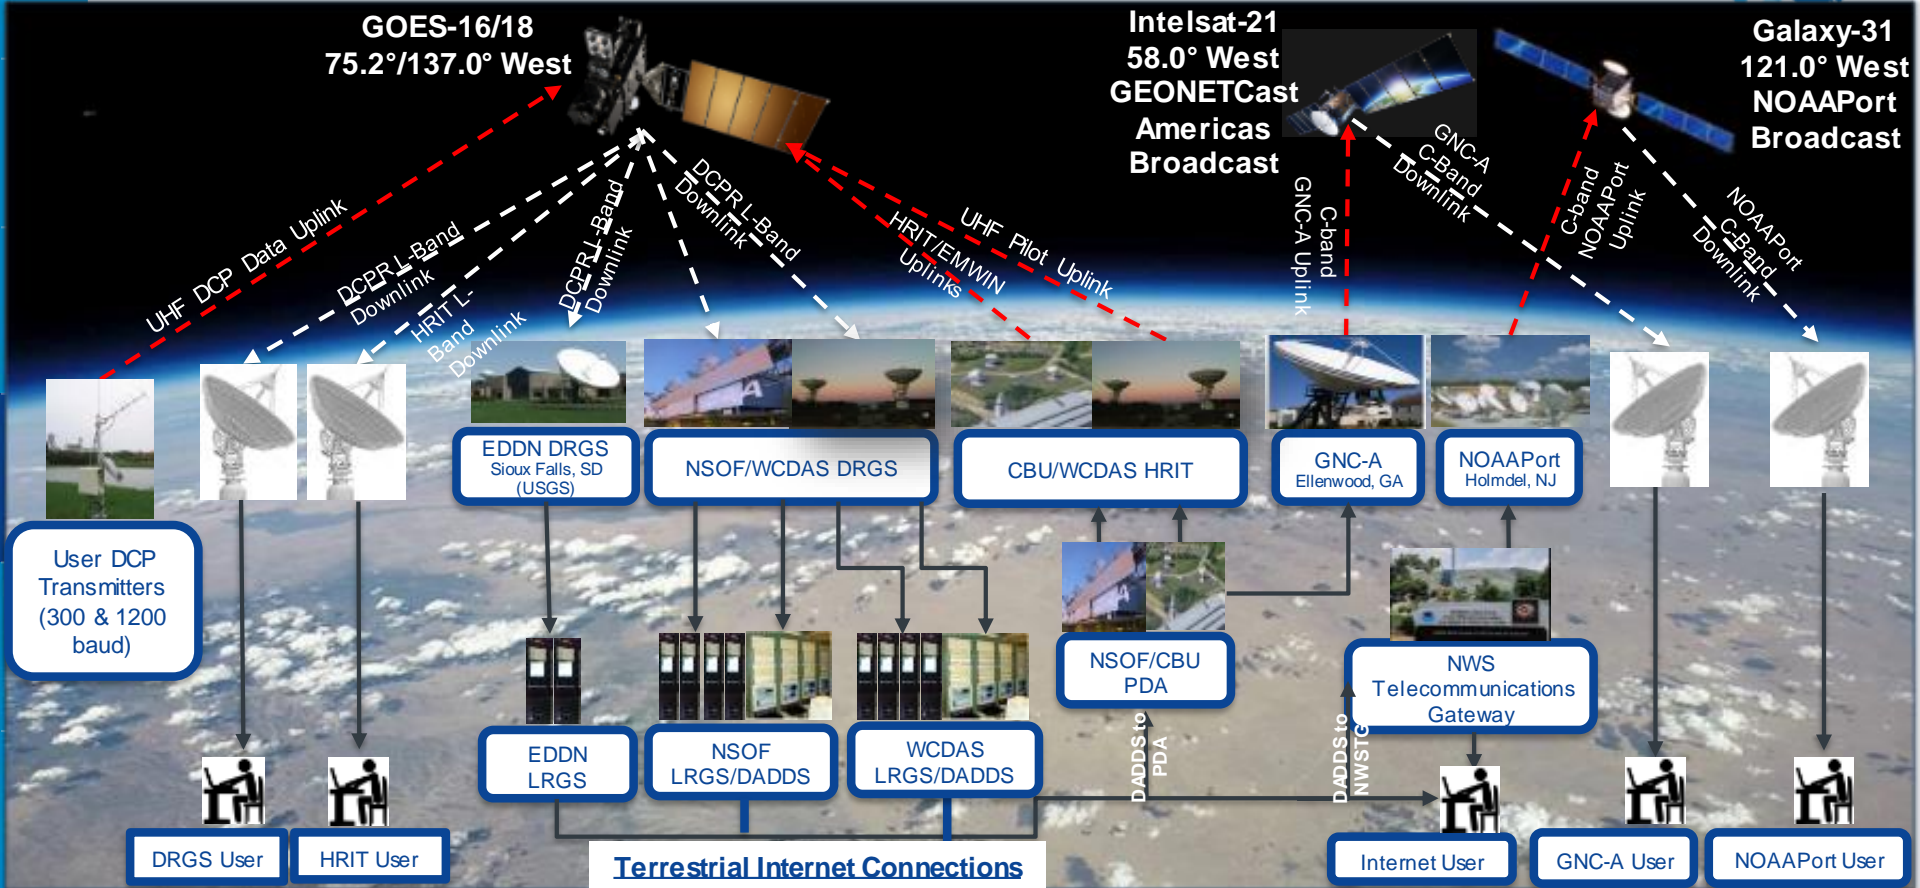 GOES-16/18
75.2°/137.0° West
Intelsat-21
58.0° West
GEONETCast
Americas
Broadcast
Galaxy-31
121.0° West
NOAAPort
Broadcast
UHF DCP Data Uplink
DCPR L-Band
Downlink
HRIT L-
Band
Downlink
DCPR L-Band
Downlink
DCPR L-Band
Downlink
HRIT/EMWIN
Uplinks
UHF Pilot Uplink
C-band
GNC-A Uplink
GNC-A
C-Band
Downlink
C-band
NOAAPort
Uplink
NOAAPort
C-Band
Downlink
User DCP
Transmitters
(300 & 1200
baud)
EDDN DRGS
Sioux Falls, SD
(USGS)
NSOF/WCDAS DRGS
CBU/WCDAS HRIT
GNC-A
Ellenwood, GA
NOAAPort
Holmdel, NJ
NSOF/CBU
PDA
NWS
Telecommunications
Gateway
EDDN
LRGS
NSOF
LRGS/DADDS
WCDAS
LRGS/DADDS
DADDS to
PDA
DADDS to
NWSTG
DRGS User
HRIT User
Terrestrial Internet Connections
Internet User
GNC-A User
NOAAPort User